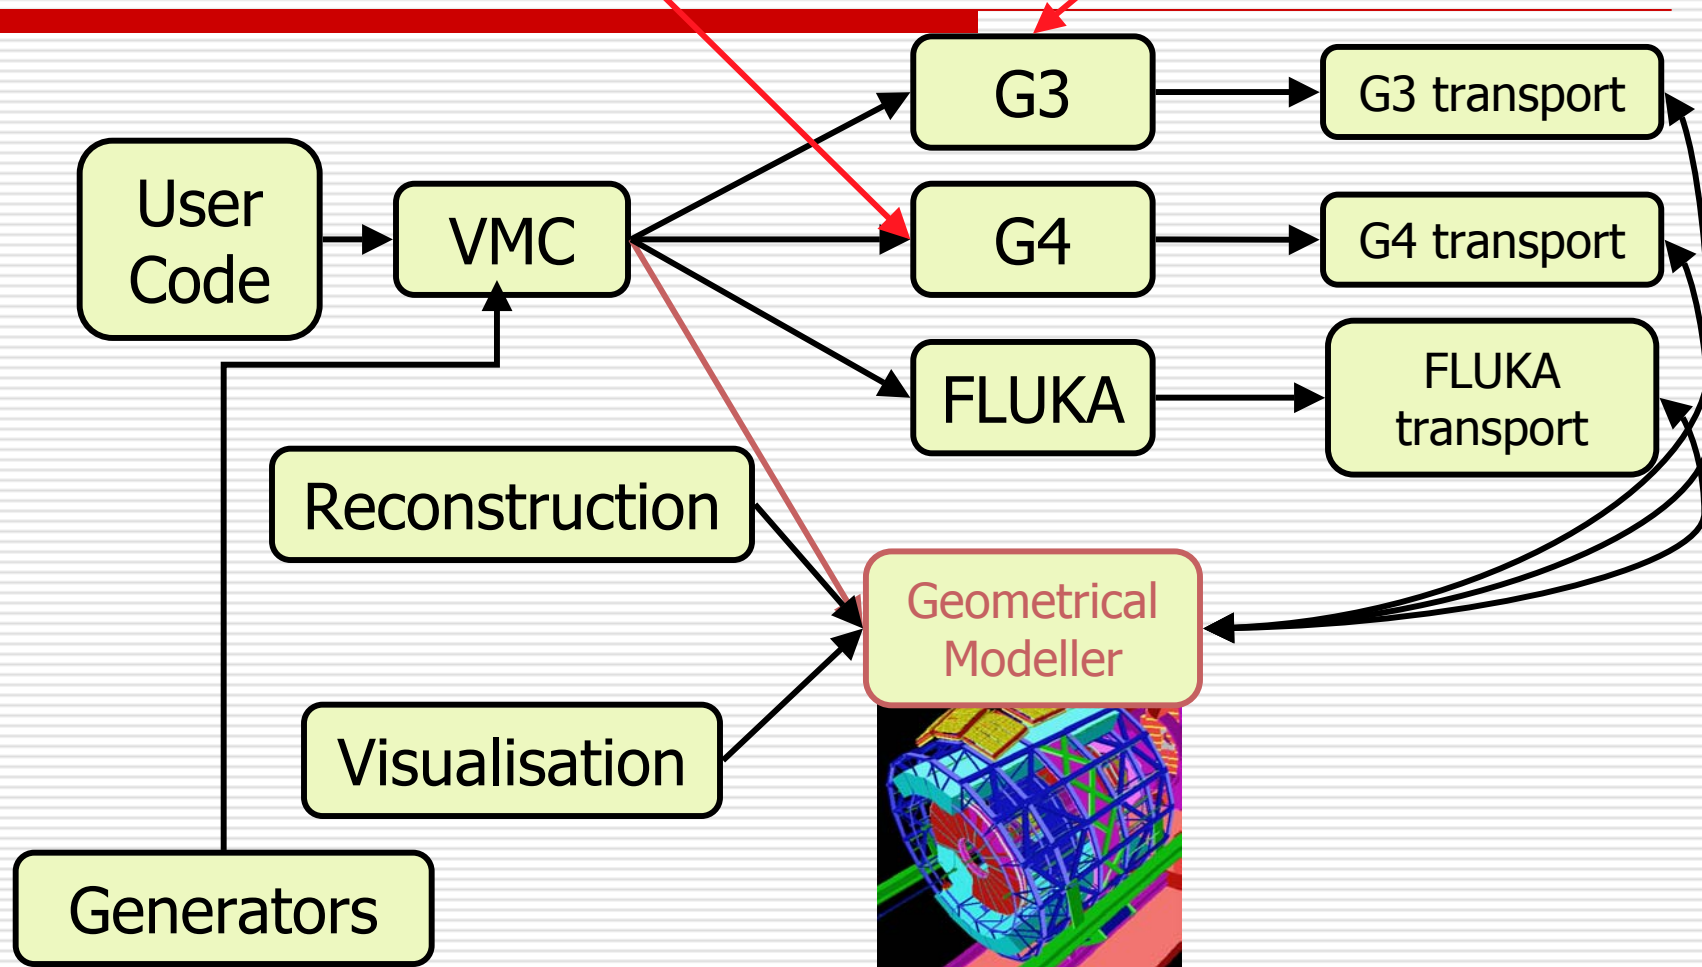 G3
G3 transport
User
Code
VMC
G4
G4 transport
FLUKA
FLUKA
transport
Reconstruction
Geometrical
Modeller
Visualisation
Generators